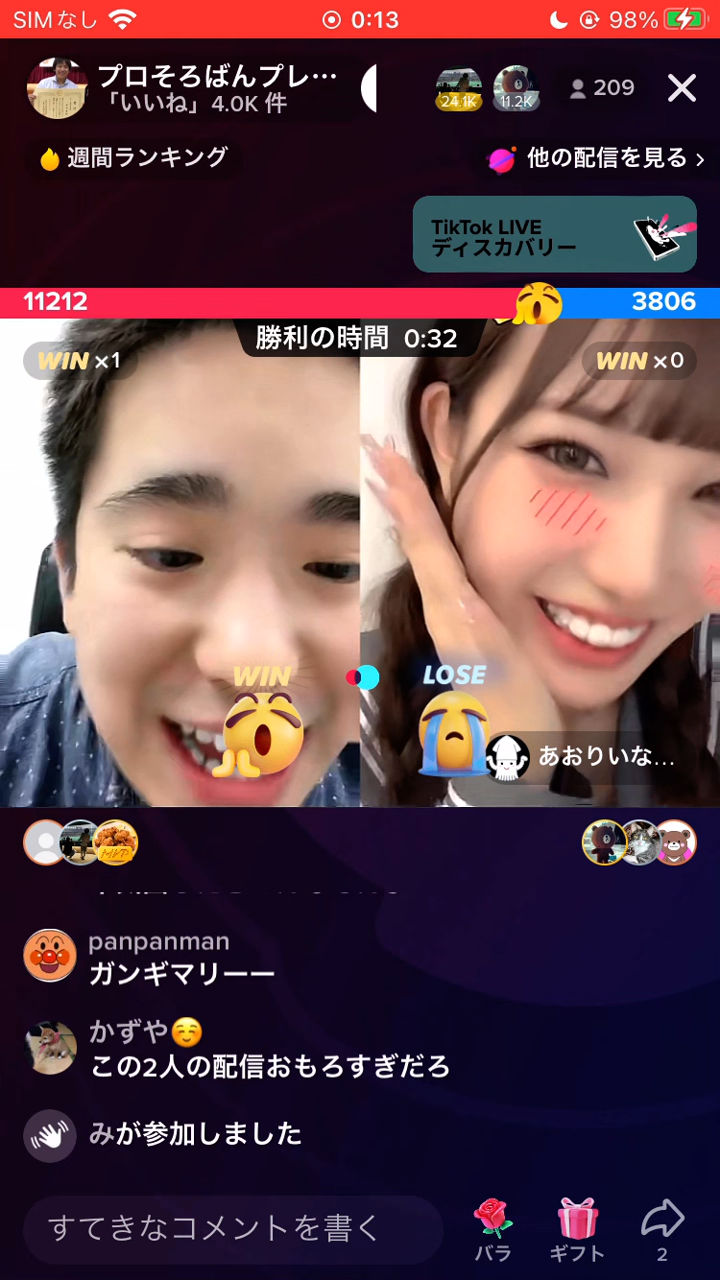 SIMなし 0:13 98%
プロそろばんプレ…
「いいね」4.0K 件
24.1K 11.2K 209
週間ランキング 他の配信を見る
TikTok LIVE
ディスカバリー
11212 3806
勝利の時間 0:32
WIN ×1 WIN ×0
WIN LOSE
あおりいな…
panpanman
ガンギマリーー
かずや
この2人の配信おもろすぎだろ
みが参加しました
すてきなコメントを書く
バラ ギフト 2